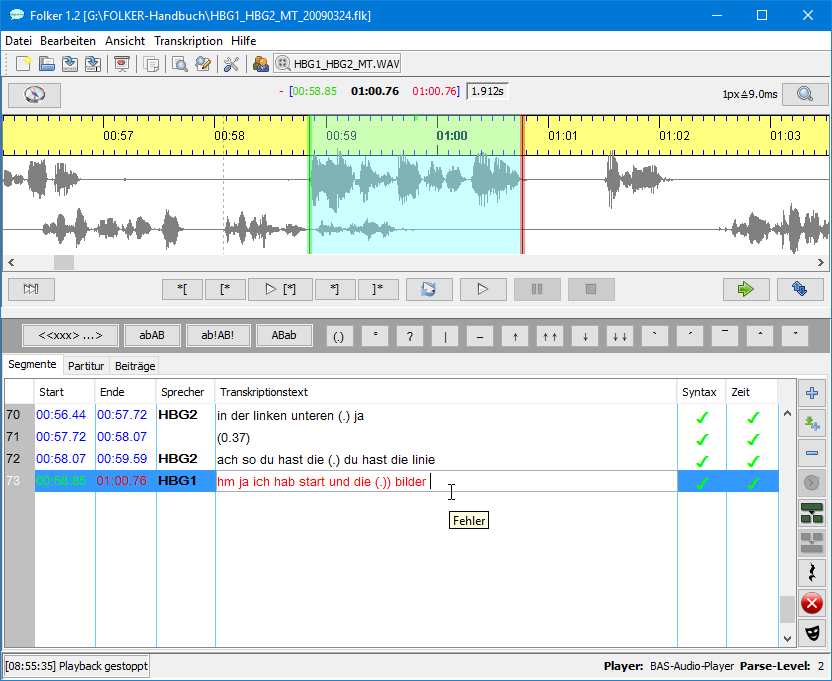 Folker 1.2 [G:\FOLKER-Handbuch\HBG1_HBG2_MT_20090324.flk]
Datei Bearbeiten Ansicht Transkription Hilfe
HBG1_HBG2_MT.WAV
- [00:58.85 01:00.76 01:00.76] 1.912s 1px≙9.0ms
00:57 00:58 00:59 01:00 01:01 01:02 01:03
*[ [* [*] *] ]*
<<xxx> ...> abAB ab!AB! ABab (.) ° ? | – ↑ ↑↑ ↓ ↓↓ ` ´ ¯ ˆ ˇ
Segmente Partitur Beiträge
Start Ende Sprecher Transkriptionstext Syntax Zeit
70 00:56.44 00:57.72 HBG2 in der linken unteren (.) ja ✓ ✓
71 00:57.72 00:58.07 (0.37) ✓ ✓
72 00:58.07 00:59.59 HBG2 ach so du hast die (.) du hast die linie ✓ ✓
73 00:58.85 01:00.76 HBG1 hm ja ich hab start und die (.)) bilder ✓ ✓
Fehler
[08:55:35] Playback gestoppt Player: BAS-Audio-Player Parse-Level: 2